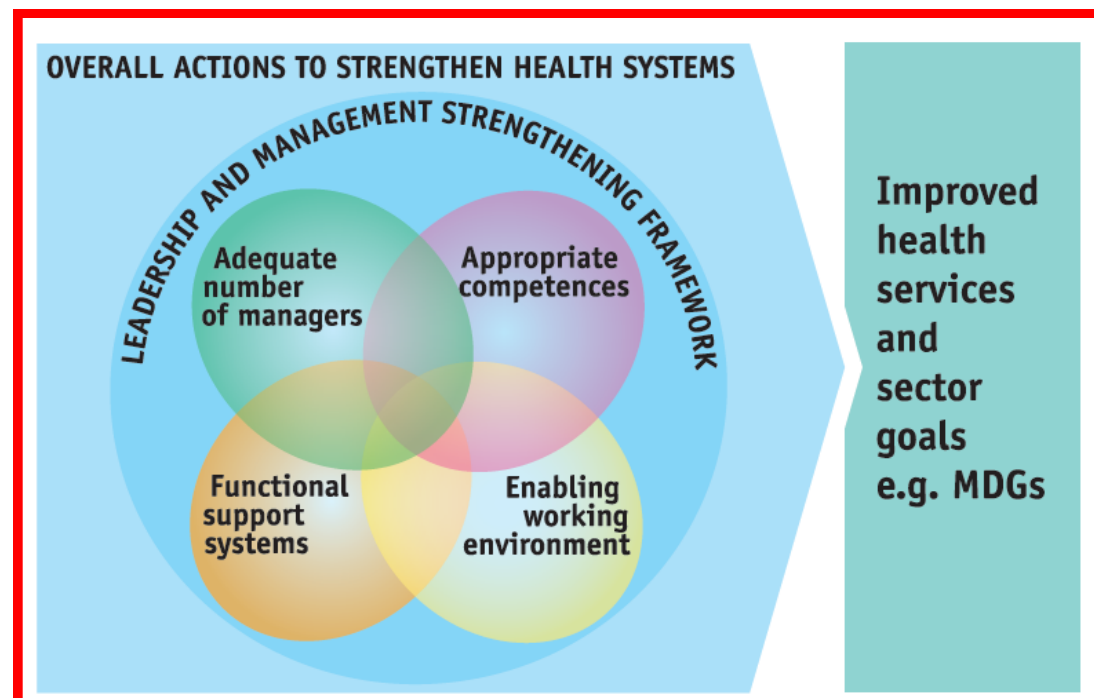 OVERALL ACTIONS TO STRENGTHEN HEALTH SYSTEMS
LEADERSHIP AND MANAGEMENT STRENGTHENING FRAMEWORK
Adequate
number
of managers
Appropriate
competences
Functional
support
systems
Enabling
working
environment
Improved
health
services
and
sector
goals
e.g. MDGs